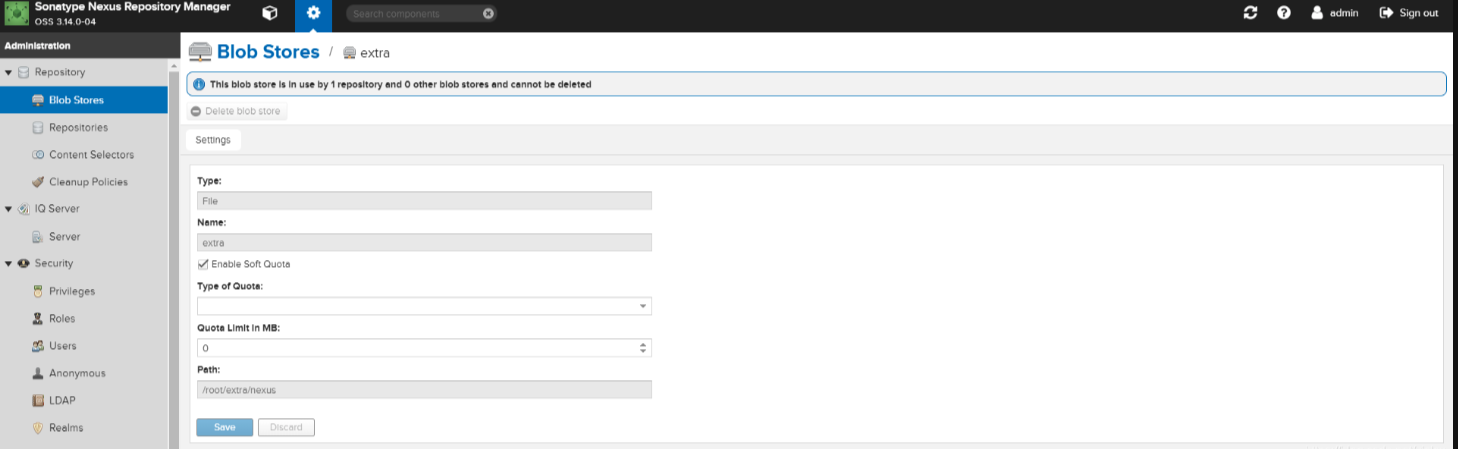 Sonatype Nexus Repository Manager
OSS 3.14.0-04
Search components
admin
Sign out
Administration
Repository
Blob Stores
Repositories
Content Selectors
Cleanup Policies
IQ Server
Server
Security
Privileges
Roles
Users
Anonymous
LDAP
Realms
Blob Stores / extra
This blob store is in use by 1 repository and 0 other blob stores and cannot be deleted
Delete blob store
Settings
Type:
File
Name:
extra
Enable Soft Quota
Type of Quota:
Quota Limit in MB:
0
Path:
/root/extra/nexus
Save
Discard